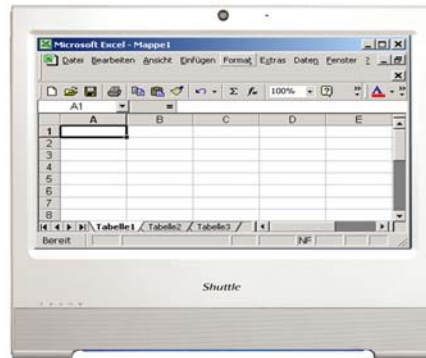 Microsoft Excel - Mappe1
Datei Bearbeiten Ansicht Einfügen Format Extras Daten Fenster ?
100%
A1 =
A B C D E
1
2
3
4
5
6
7
8
Tabelle1 Tabelle2 Tabelle3
Bereit NF
Shuttle